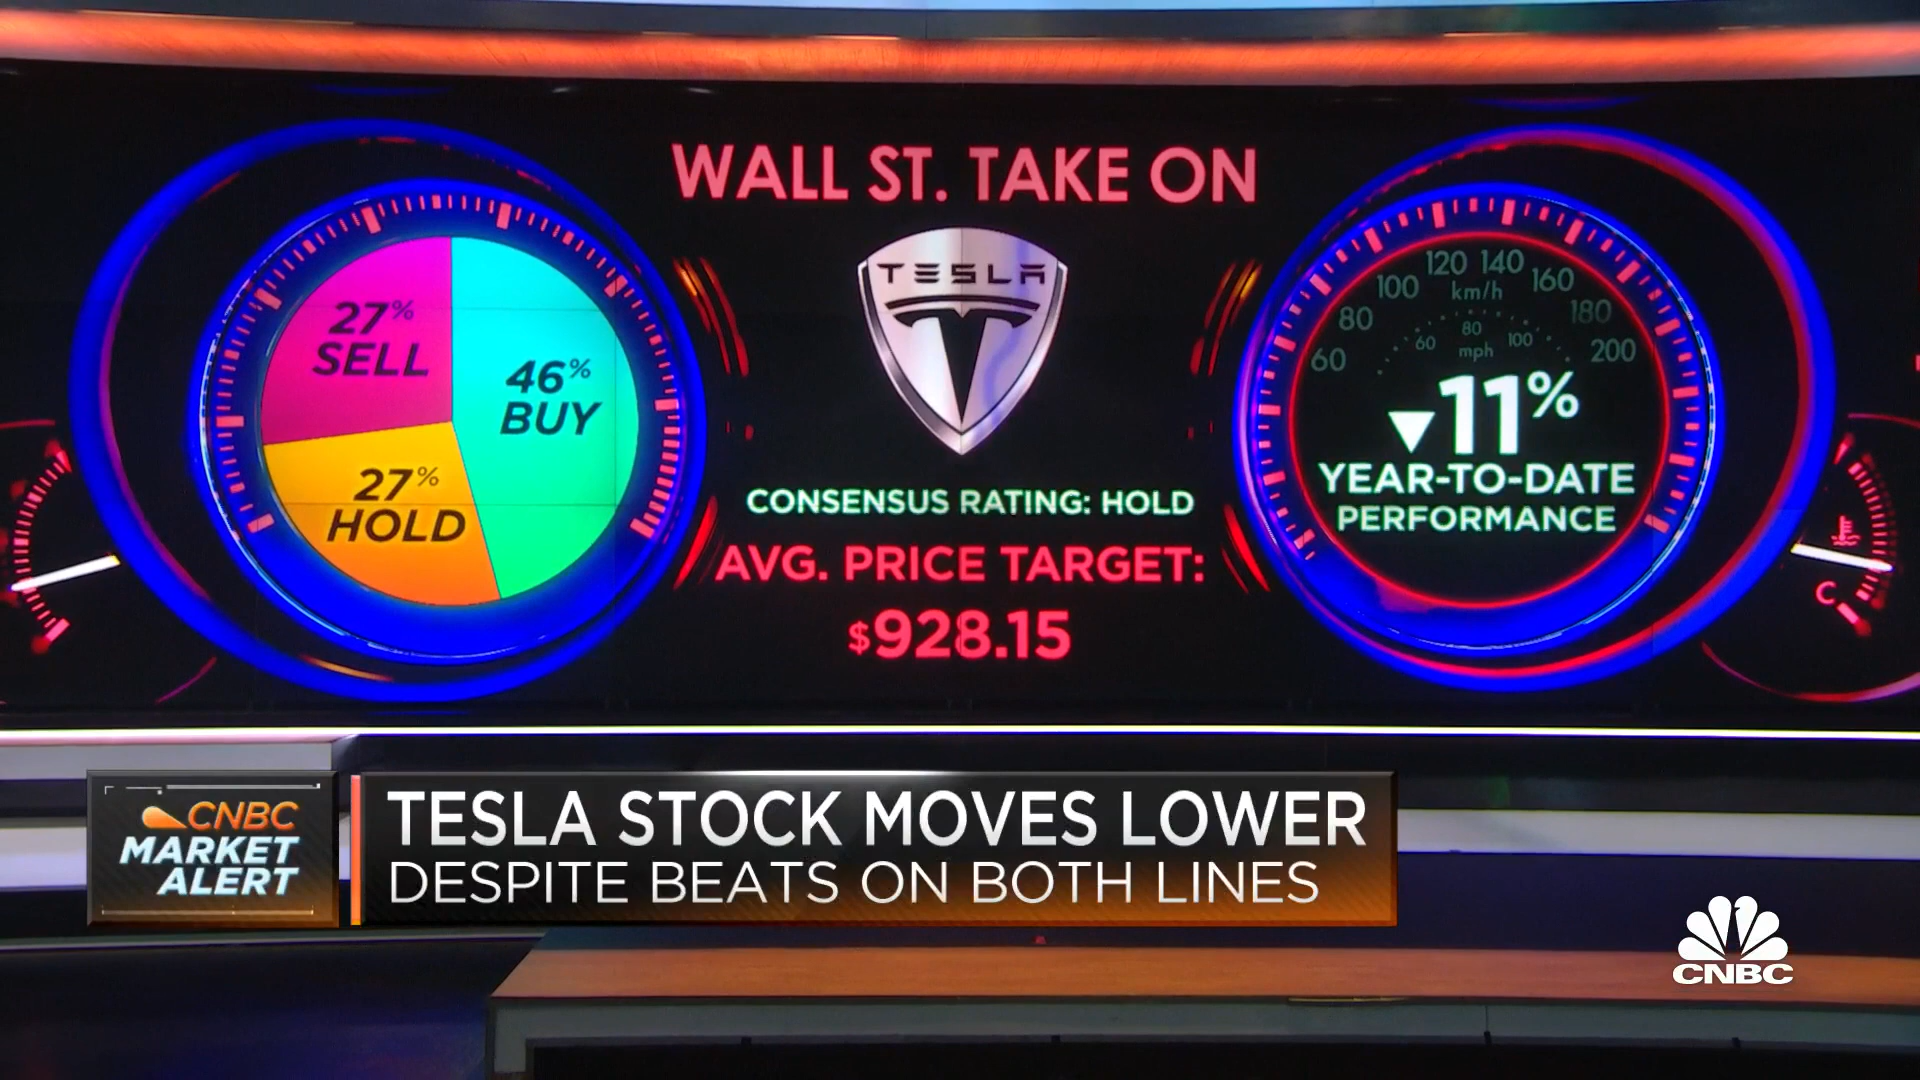 WALL ST. TAKE ON
TESLA
27%
SELL
46%
BUY
27%
HOLD
CONSENSUS RATING: HOLD
AVG. PRICE TARGET:
$928.15
60
80
100
120
140
160
180
200
km/h
60
80
100
mph
▼11%
YEAR-TO-DATE
PERFORMANCE
C
CNBC
MARKET
ALERT
TESLA STOCK MOVES LOWER
DESPITE BEATS ON BOTH LINES
CNBC